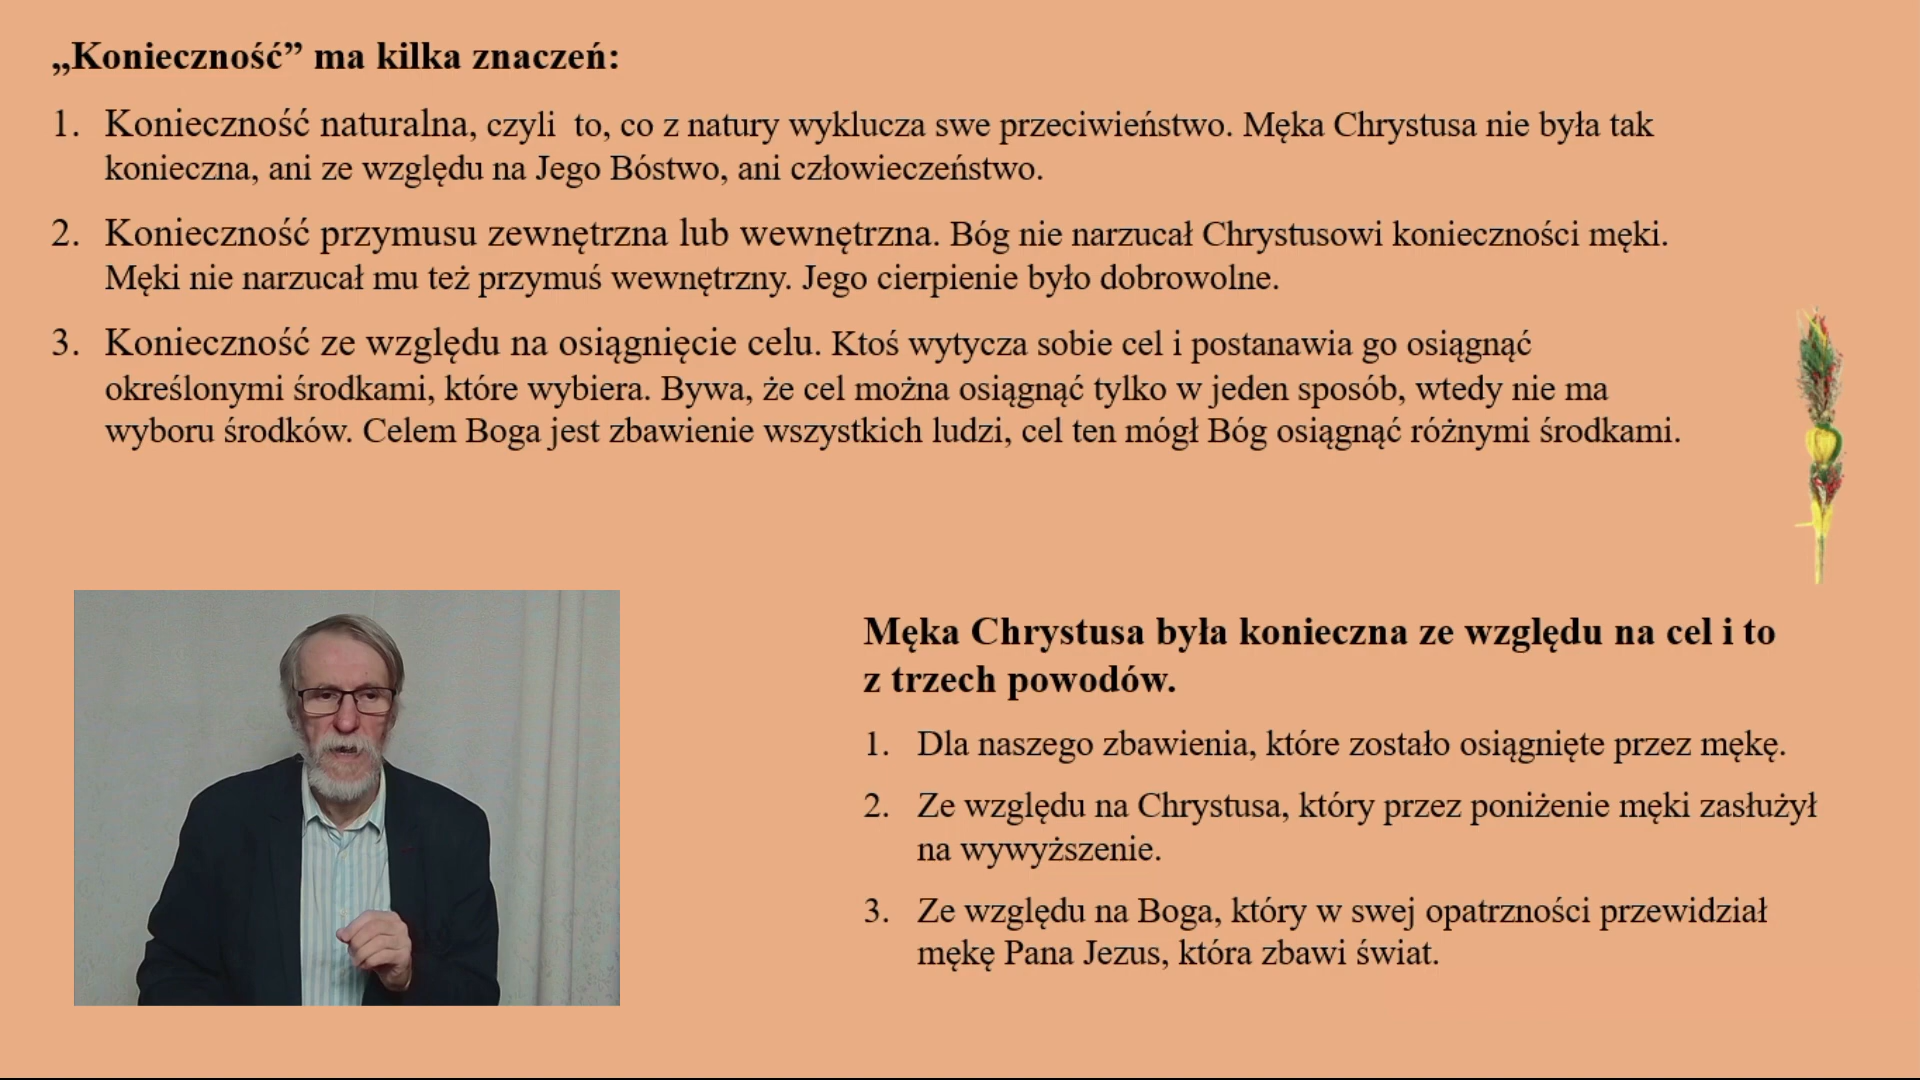 „Konieczność” ma kilka znaczeń:
1. Konieczność naturalna, czyli to, co z natury wyklucza swe przeciwieństwo. Męka Chrystusa nie była tak
konieczna, ani ze względu na Jego Bóstwo, ani człowieczeństwo.
2. Konieczność przymusu zewnętrzna lub wewnętrzna. Bóg nie narzucał Chrystusowi konieczności męki.
Męki nie narzucał mu też przymuś wewnętrzny. Jego cierpienie było dobrowolne.
3. Konieczność ze względu na osiągnięcie celu. Ktoś wytycza sobie cel i postanawia go osiągnąć
określonymi środkami, które wybiera. Bywa, że cel można osiągnąć tylko w jeden sposób, wtedy nie ma
wyboru środków. Celem Boga jest zbawienie wszystkich ludzi, cel ten mógł Bóg osiągnąć różnymi środkami.
Męka Chrystusa była konieczna ze względu na cel i to
z trzech powodów.
1. Dla naszego zbawienia, które zostało osiągnięte przez mękę.
2. Ze względu na Chrystusa, który przez poniżenie męki zasłużył
na wywyższenie.
3. Ze względu na Boga, który w swej opatrzności przewidział
mękę Pana Jezus, która zbawi świat.